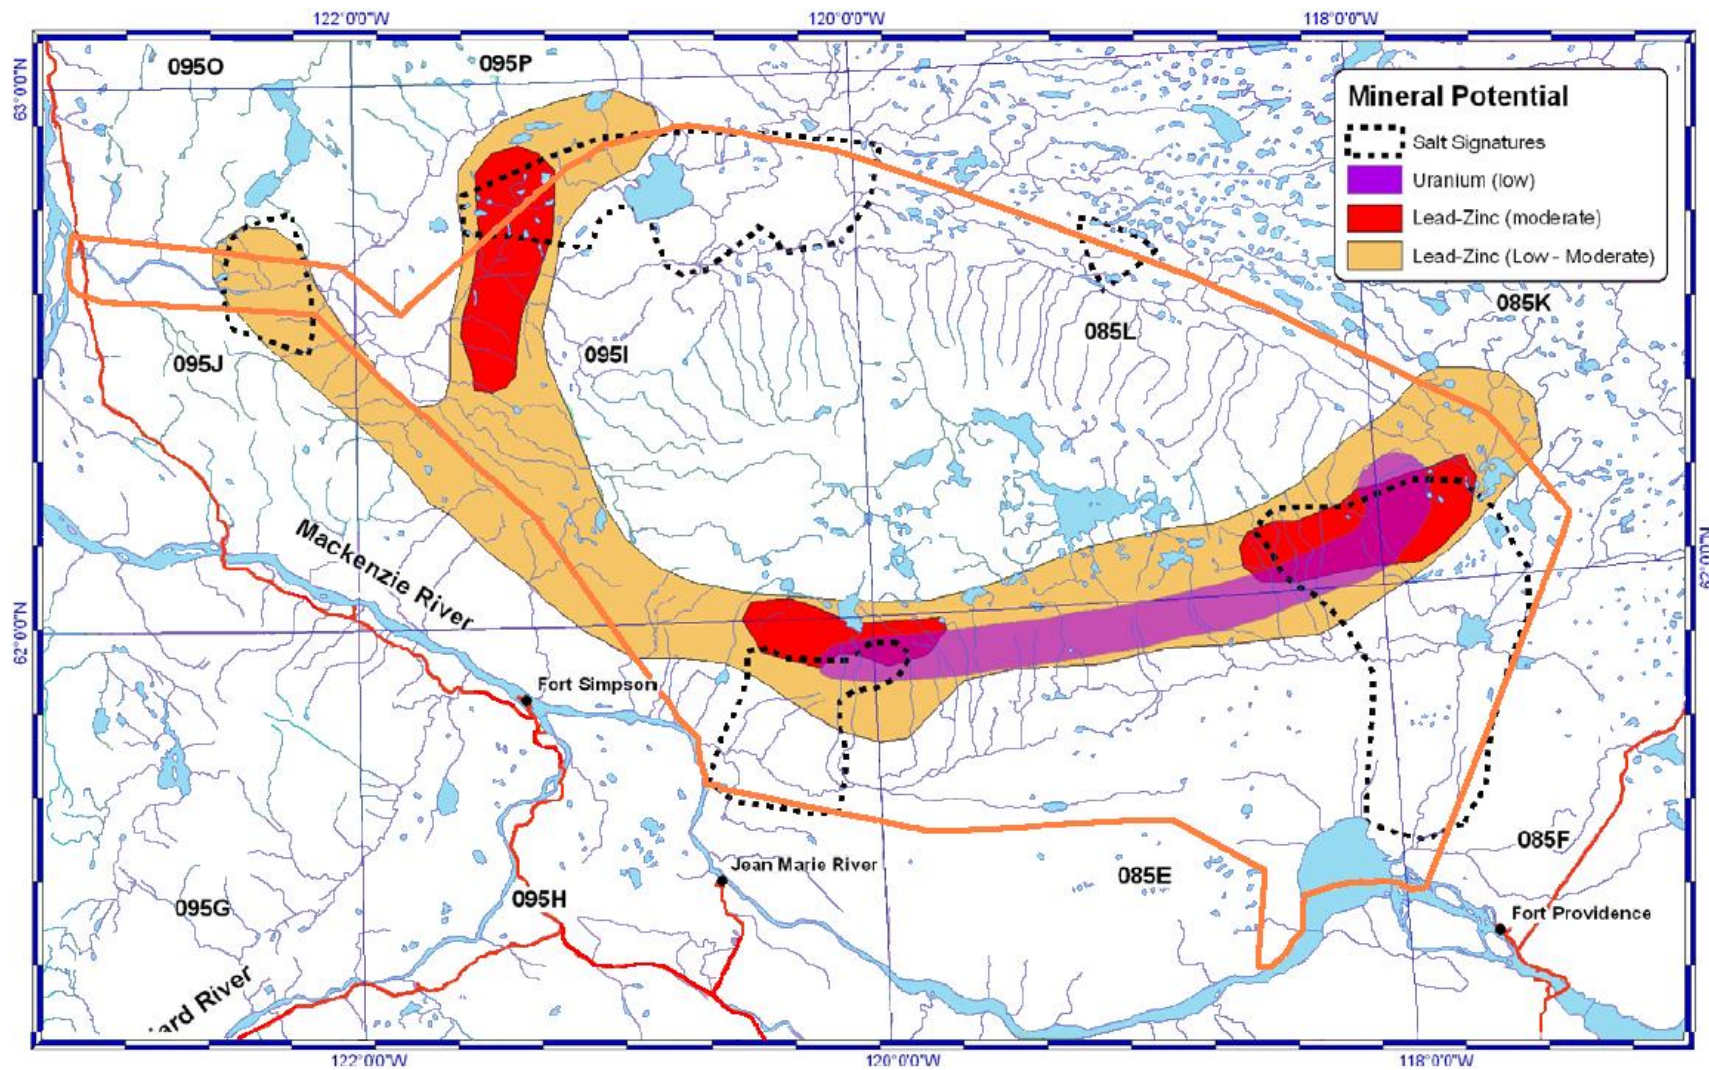 122°0'0"W 120°0'0"W 118°0'0"W
63°0'0"N
095O
095P
Mineral Potential
Salt Signatures
Uranium (low)
Lead-Zinc (moderate)
Lead-Zinc (Low - Moderate)
085K
085L
095I
095J
Mackenzie River
62°0'0"N
62°0'0"N
Fort Simpson
Jean Marie River
085E
085F
095G
095H
Fort Providence
ard River
122°0'0"W 120°0'0"W 118°0'0"W